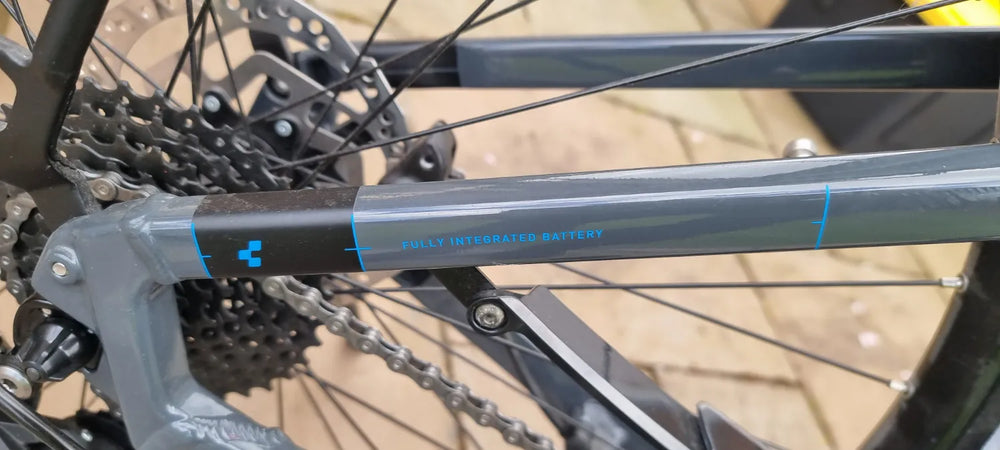 FULLY INTEGRATED BATTERY